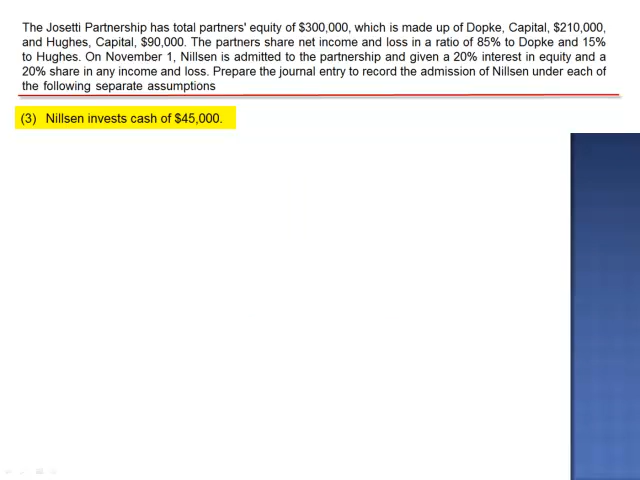 The Josetti Partnership has total partners' equity of $300,000, which is made up of Dopke, Capital, $210,000,
and Hughes, Capital, $90,000. The partners share net income and loss in a ratio of 85% to Dopke and 15%
to Hughes. On November 1, Nillsen is admitted to the partnership and given a 20% interest in equity and a
20% share in any income and loss. Prepare the journal entry to record the admission of Nillsen under each of
the following separate assumptions
(3) Nillsen invests cash of $45,000.